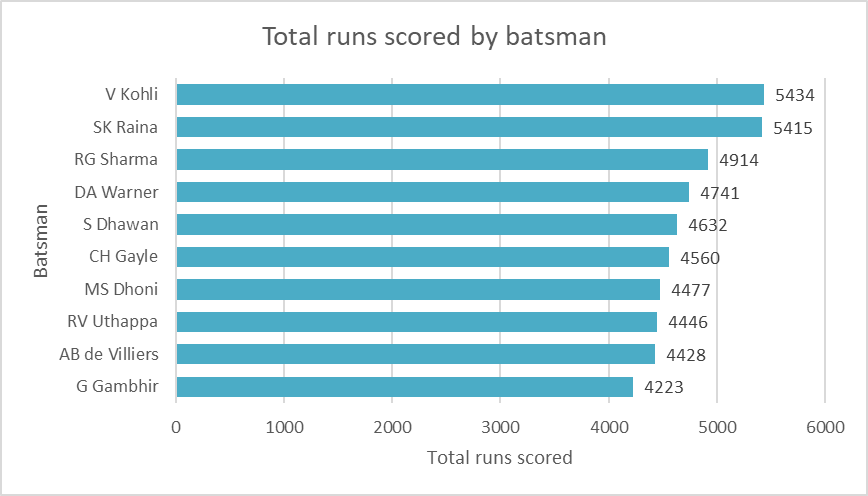 Total runs scored by batsman
Batsman
V Kohli 5434
SK Raina 5415
RG Sharma 4914
DA Warner 4741
S Dhawan 4632
CH Gayle 4560
MS Dhoni 4477
RV Uthappa 4446
AB de Villiers 4428
G Gambhir 4223
0 1000 2000 3000 4000 5000 6000
Total runs scored